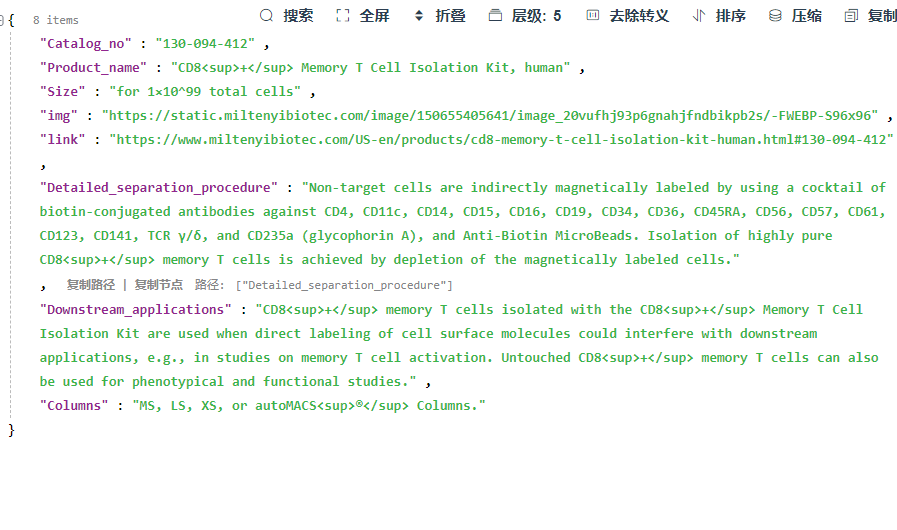 { 8 items 搜索 全屏 折叠 层级: 5 去除转义 排序 压缩 复制
"Catalog_no" : "130-094-412" ,
"Product_name" : "CD8<sup>+</sup> Memory T Cell Isolation Kit, human" ,
"Size" : "for 1×10^99 total cells" ,
"img" : "https://static.miltenyibiotec.com/image/150655405641/image_20vufhj93p6gnahjfndbikpb2s/-FWEBP-S96x96" ,
"link" : "https://www.miltenyibiotec.com/US-en/products/cd8-memory-t-cell-isolation-kit-human.html#130-094-412"
,
"Detailed_separation_procedure" : "Non-target cells are indirectly magnetically labeled by using a cocktail of
biotin-conjugated antibodies against CD4, CD11c, CD14, CD15, CD16, CD19, CD34, CD36, CD45RA, CD56, CD57, CD61,
CD123, CD141, TCR γ/δ, and CD235a (glycophorin A), and Anti-Biotin MicroBeads. Isolation of highly pure
CD8<sup>+</sup> memory T cells is achieved by depletion of the magnetically labeled cells."
, 复制路径 | 复制节点 路径: ["Detailed_separation_procedure"]
"Downstream_applications" : "CD8<sup>+</sup> memory T cells isolated with the CD8<sup>+</sup> Memory T Cell
Isolation Kit are used when direct labeling of cell surface molecules could interfere with downstream
applications, e.g., in studies on memory T cell activation. Untouched CD8<sup>+</sup> memory T cells can also
be used for phenotypical and functional studies." ,
"Columns" : "MS, LS, XS, or autoMACS<sup>®</sup> Columns."
}